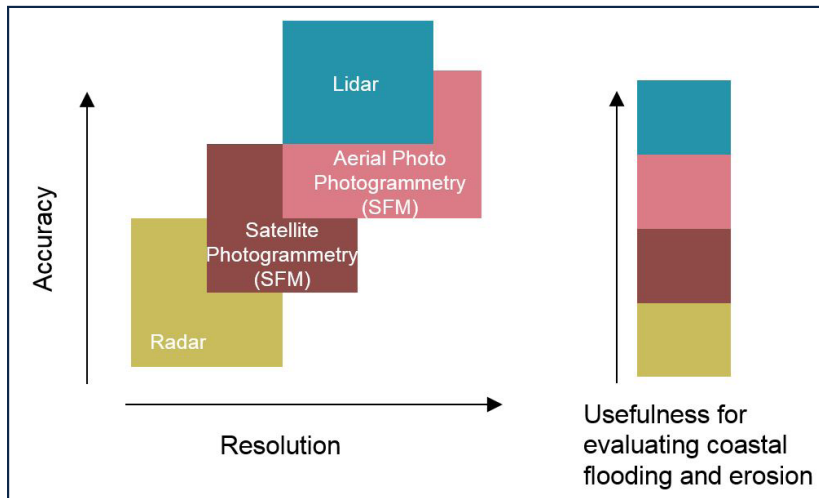 Lidar
Aerial Photo
Photogrammetry
(SFM)
Satellite
Photogrammetry
(SFM)
Radar
Accuracy
Resolution
Usefulness for
evaluating coastal
flooding and erosion